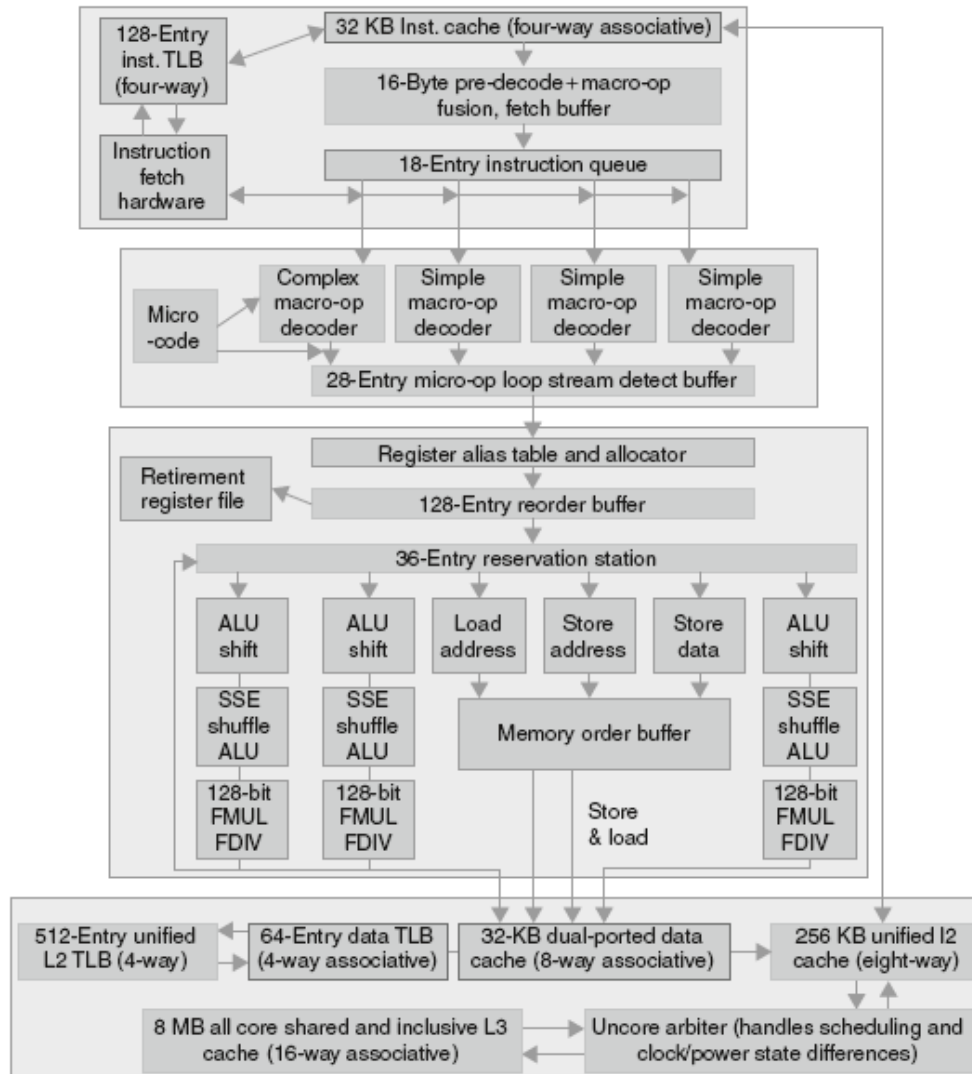 128-Entry
inst. TLB
(four-way)
32 KB Inst. cache (four-way associative)
16-Byte pre-decode+macro-op
fusion, fetch buffer
Instruction
fetch
hardware
18-Entry instruction queue
Micro
-code
Complex
macro-op
decoder
Simple
macro-op
decoder
Simple
macro-op
decoder
Simple
macro-op
decoder
28-Entry micro-op loop stream detect buffer
Register alias table and allocator
Retirement
register file
128-Entry reorder buffer
36-Entry reservation station
ALU
shift
ALU
shift
Load
address
Store
address
Store
data
ALU
shift
SSE
shuffle
ALU
SSE
shuffle
ALU
Memory order buffer
SSE
shuffle
ALU
128-bit
FMUL
FDIV
128-bit
FMUL
FDIV
Store
& load
128-bit
FMUL
FDIV
512-Entry unified
L2 TLB (4-way)
64-Entry data TLB
(4-way associative)
32-KB dual-ported data
cache (8-way associative)
256 KB unified l2
cache (eight-way)
8 MB all core shared and inclusive L3
cache (16-way associative)
Uncore arbiter (handles scheduling and
clock/power state differences)